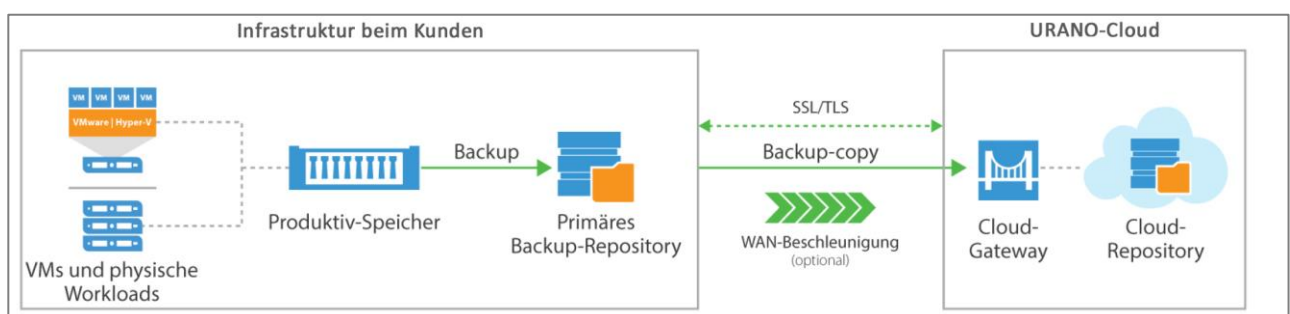 Infrastruktur beim Kunden
URANO-Cloud
VM VM VM VM
VMware | Hyper-V
VMs und physische
Workloads
Produktiv-Speicher
Backup
Primäres
Backup-Repository
SSL/TLS
Backup-copy
WAN-Beschleunigung
(optional)
Cloud-
Gateway
Cloud-
Repository